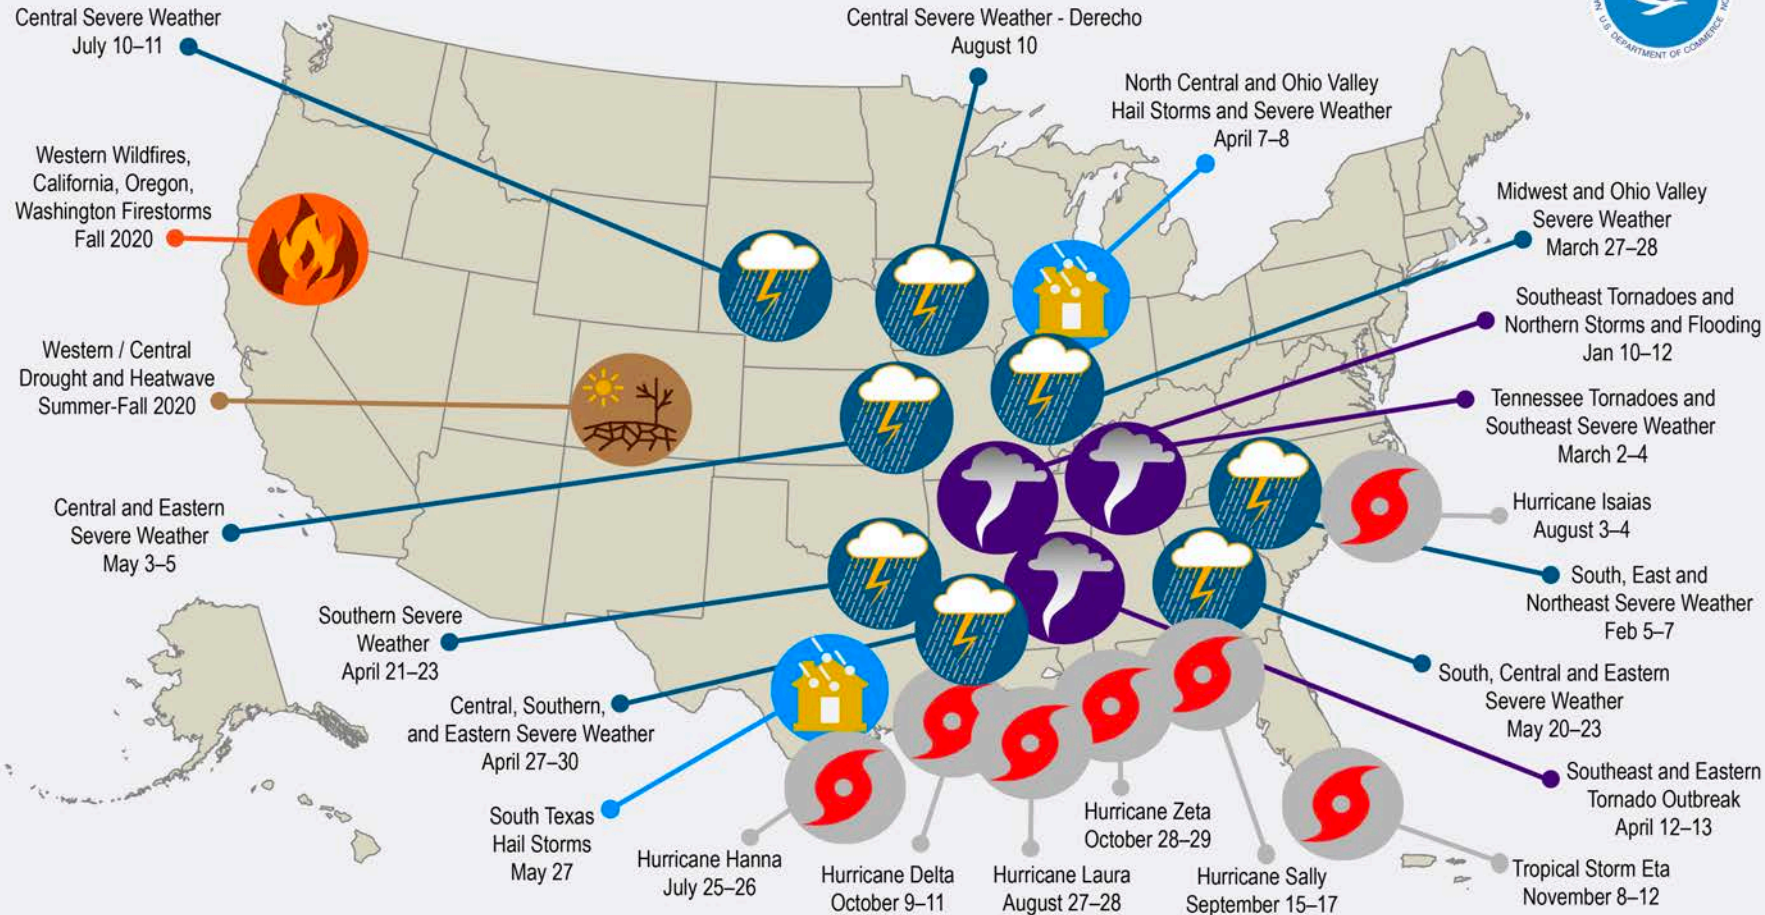 Central Severe Weather
July 10–11
Central Severe Weather - Derecho
August 10
U.S. DEPARTMENT OF COMMERCE
North Central and Ohio Valley
Hail Storms and Severe Weather
April 7–8
Western Wildfires,
California, Oregon,
Washington Firestorms
Fall 2020
Midwest and Ohio Valley
Severe Weather
March 27–28
Southeast Tornadoes and
Northern Storms and Flooding
Jan 10–12
Western / Central
Drought and Heatwave
Summer-Fall 2020
Tennessee Tornadoes and
Southeast Severe Weather
March 2–4
Central and Eastern
Severe Weather
May 3–5
Hurricane Isaias
August 3–4
South, East and
Northeast Severe Weather
Feb 5–7
Southern Severe
Weather
April 21–23
South, Central and Eastern
Severe Weather
May 20–23
Central, Southern,
and Eastern Severe Weather
April 27–30
Southeast and Eastern
Tornado Outbreak
April 12–13
South Texas
Hail Storms
May 27
Hurricane Hanna
July 25–26
Hurricane Delta
October 9–11
Hurricane Laura
August 27–28
Hurricane Zeta
October 28–29
Hurricane Sally
September 15–17
Tropical Storm Eta
November 8–12